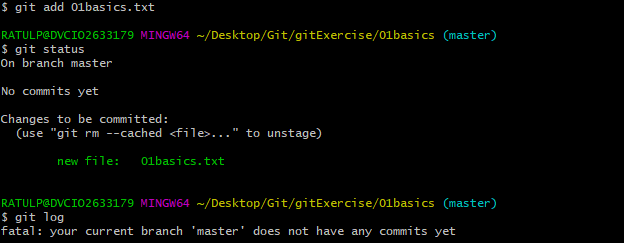 $ git add 01basics.txt
RATULP@DVCIO2633179 MINGW64 ~/Desktop/Git/gitExercise/01basics (master)
$ git status
On branch master
No commits yet
Changes to be committed:
  (use "git rm --cached <file>..." to unstage)
        new file:   01basics.txt
RATULP@DVCIO2633179 MINGW64 ~/Desktop/Git/gitExercise/01basics (master)
$ git log
fatal: your current branch 'master' does not have any commits yet